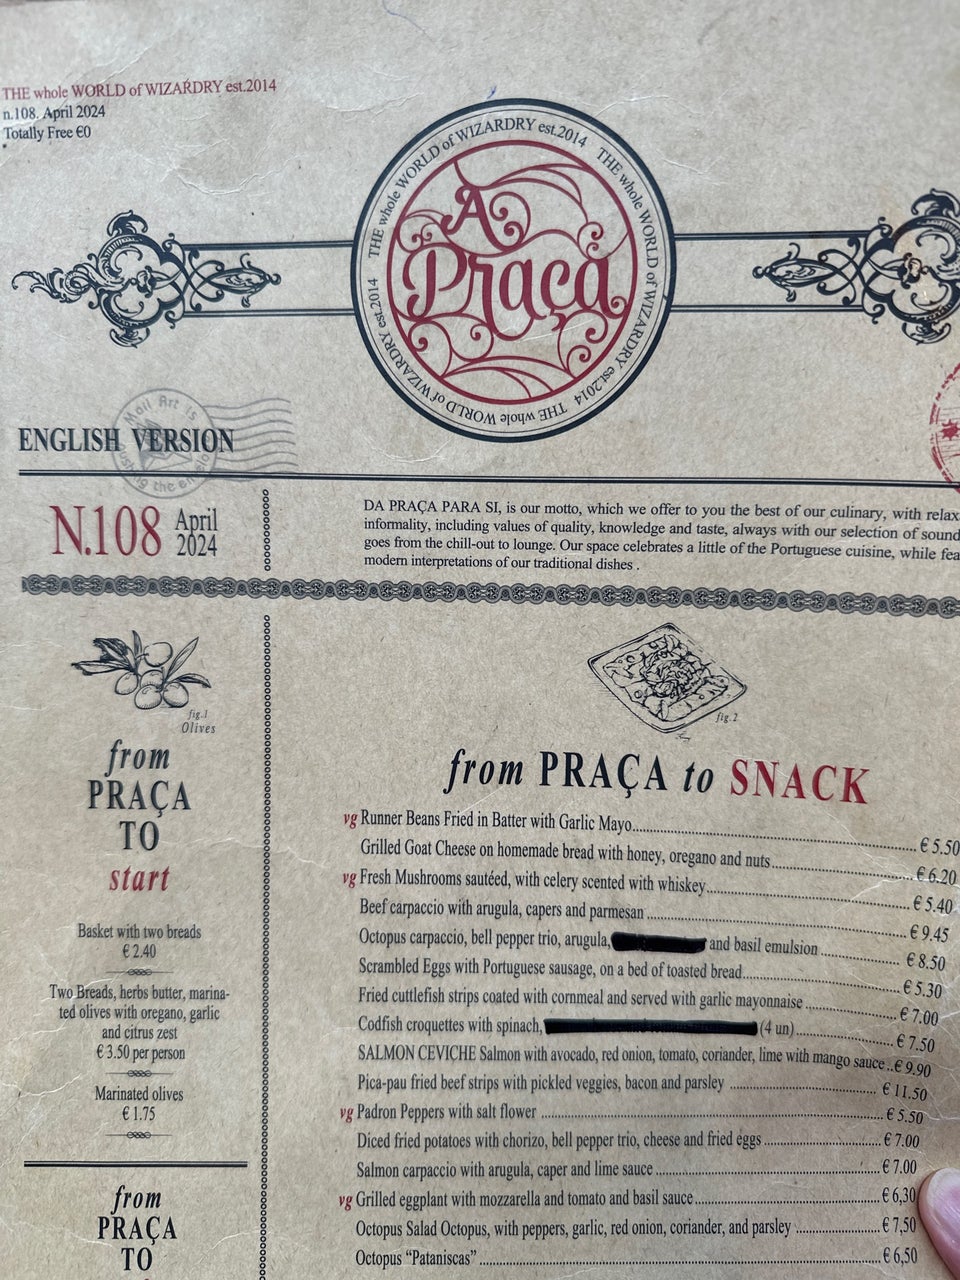 THE whole WORLD of WIZARDRY est.2014
n.108. April 2024
Totally Free €0
THE whole WORLD of WIZARDRY est.2014 THE whole WORLD of WIZARDRY est.2014 THE whole WORLD of WIZARDRY est.2014
A
Praça
Mail Art is
ENGLISH VERSION
the
N.108 April
2024
DA PRAÇA PARA SI, is our motto, which we offer to you the best of our culinary, with relax
informality, including values of quality, knowledge and taste, always with our selection of sound
goes from the chill-out to lounge. Our space celebrates a little of the Portuguese cuisine, while fea
modern interpretations of our traditional dishes .
fig.1
Olives
from
PRAÇA
TO
start
Basket with two breads
€ 2.40
Two Breads, herbs butter, marina-
ted olives with oregano, garlic
and citrus zest
€ 3.50 per person
Marinated olives
€ 1.75
from
PRAÇA
TO
fig.2
from PRAÇA to SNACK
vg Runner Beans Fried in Batter with Garlic Mayo € 5.50
Grilled Goat Cheese on homemade bread with honey, oregano and nuts € 6.20
vg Fresh Mushrooms sautéed, with celery scented with whiskey € 5.40
Beef carpaccio with arugula, capers and parmesan € 9.45
Octopus carpaccio, bell pepper trio, arugula, and basil emulsion € 8.50
Scrambled Eggs with Portuguese sausage, on a bed of toasted bread € 5.30
Fried cuttlefish strips coated with cornmeal and served with garlic mayonnaise € 7.00
Codfish croquettes with spinach, (4 un) € 7.50
SALMON CEVICHE Salmon with avocado, red onion, tomato, coriander, lime with mango sauce € 9.90
Pica-pau fried beef strips with pickled veggies, bacon and parsley € 11.50
vg Padron Peppers with salt flower € 5.50
Diced fried potatoes with chorizo, bell pepper trio, cheese and fried eggs € 7.00
Salmon carpaccio with arugula, caper and lime sauce € 7.00
vg Grilled eggplant with mozzarella and tomato and basil sauce € 6,30
Octopus Salad Octopus, with peppers, garlic, red onion, coriander, and parsley € 7,50
Octopus "Pataniscas" € 6,50